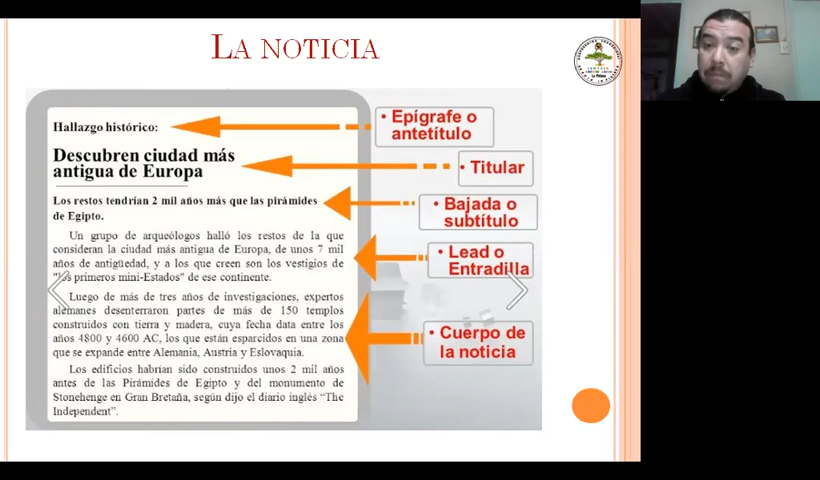 LA NOTICIA
Hallazgo histórico:
• Epígrafe o
antetítulo
Descubren ciudad más
antigua de Europa
• Titular
Los restos tendrían 2 mil años más que las pirámides
de Egipto.
• Bajada o
subtítulo
Un grupo de arqueólogos halló los restos de la que
consideran la ciudad más antigua de Europa, de unos 7 mil
años de antigüedad, y a los que creen son los vestigios de
"los primeros mini-Estados" de ese continente.
• Lead o
Entradilla
Luego de más de tres años de investigaciones, expertos
alemanes desenterraron partes de más de 150 templos
construidos con tierra y madera, cuya fecha data entre los
años 4800 y 4600 AC, los que están esparcidos en una zona
que se expande entre Alemania, Austria y Eslovaquia.
Los edificios habrían sido construidos unos 2 mil años
antes de las Pirámides de Egipto y del monumento de
Stonehenge en Gran Bretaña, según dijo el diario inglés “The
Independent”.
• Cuerpo de
la noticia